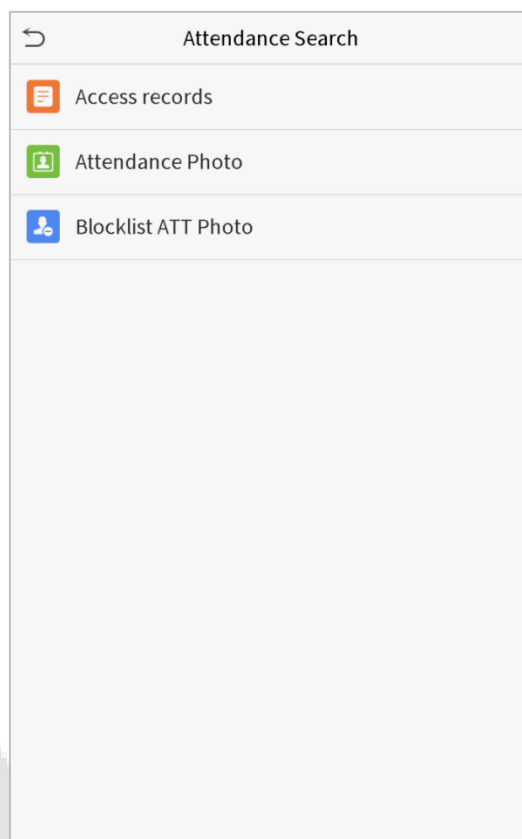 Attendance Search
Access records
Attendance Photo
Blocklist ATT Photo